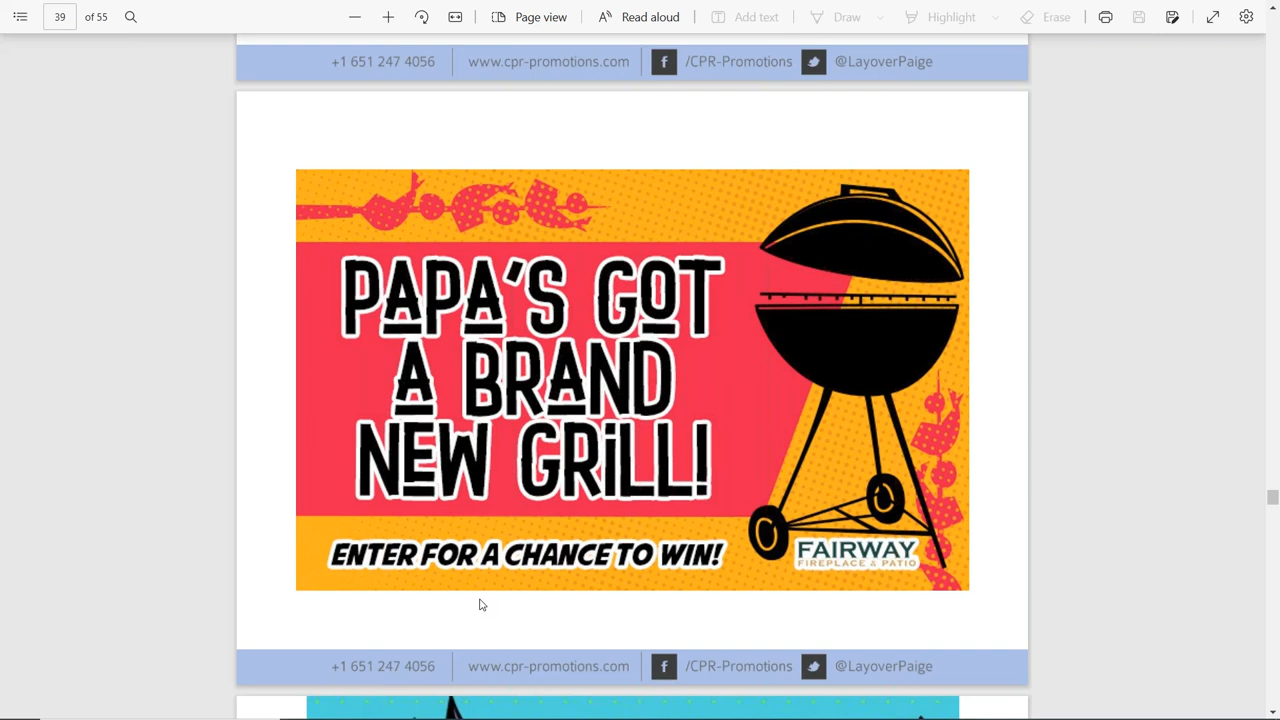 39 of 55 Page view Read aloud Add text Draw Highlight Erase
+1 651 247 4056 www.cpr-promotions.com f /CPR-Promotions @LayoverPaige
PAPA'S GOT
A BRAND
NEW GRiLL!
ENTER FOR A CHANCE TO WIN!
FAIRWAY
FIREPLACE & PATIO
+1 651 247 4056 www.cpr-promotions.com f /CPR-Promotions @LayoverPaige